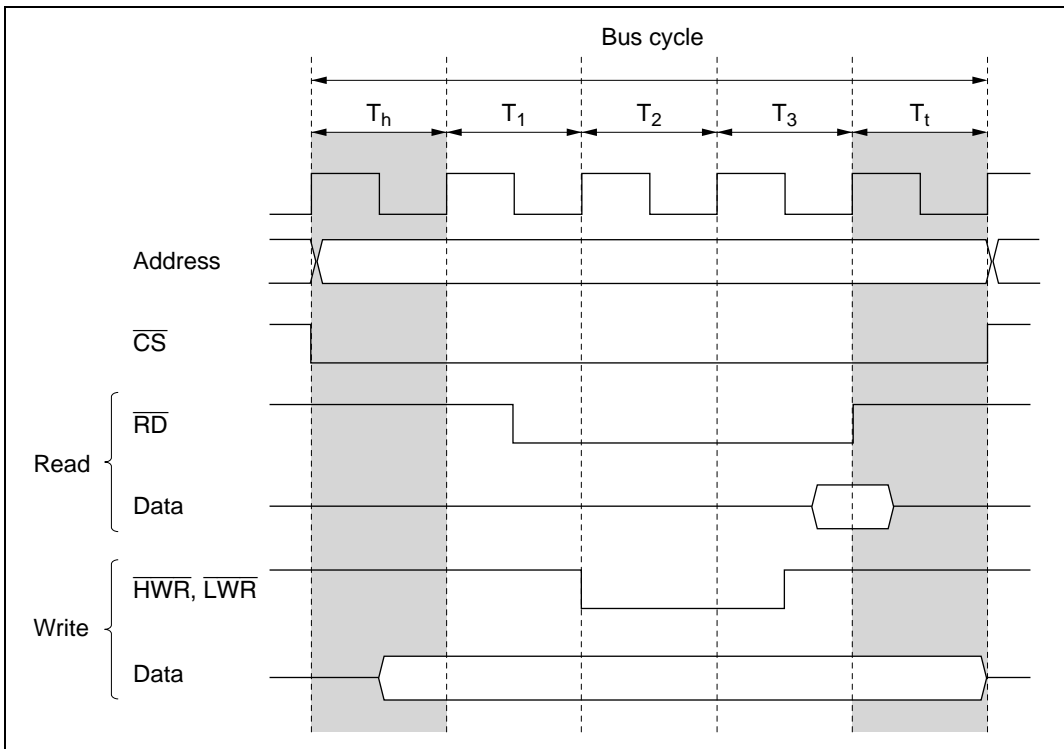 Bus cycle
Th T1 T2 T3 Tt
Address
CS
Read
RD
Data
Write
HWR, LWR
Data